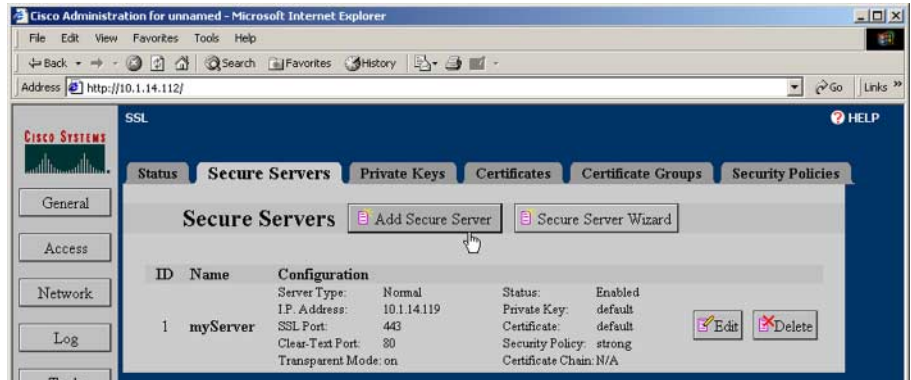 Cisco Administration for unnamed - Microsoft Internet Explorer
File Edit View Favorites Tools Help
Back Search Favorites History
Address http://10.1.14.112/ Go Links »
SSL ? HELP
CISCO SYSTEMS
Status Secure Servers Private Keys Certificates Certificate Groups Security Policies
General
Secure Servers Add Secure Server Secure Server Wizard
Access
ID Name Configuration
Network
Server Type: Normal Status: Enabled
I.P. Address: 10.1.14.119 Private Key: default
1 myServer SSL Port: 443 Certificate: default Edit Delete
Log
Clear-Text Port: 80 Security Policy: strong
Transparent Mode: on Certificate Chain: N/A